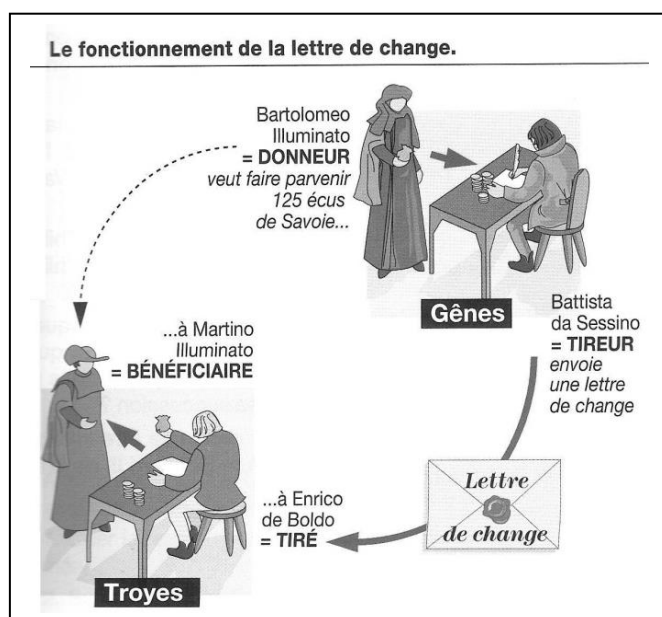 Le fonctionnement de la lettre de change.
Bartolomeo
Illuminato
= DONNEUR
veut faire parvenir
125 écus
de Savoie...
Gênes
Battista
da Sessino
= TIREUR
envoie
une lettre
de change
...à Martino
Illuminato
= BÉNÉFICIAIRE
Lettre
de change
...à Enrico
de Boldo
= TIRÉ
Troyes